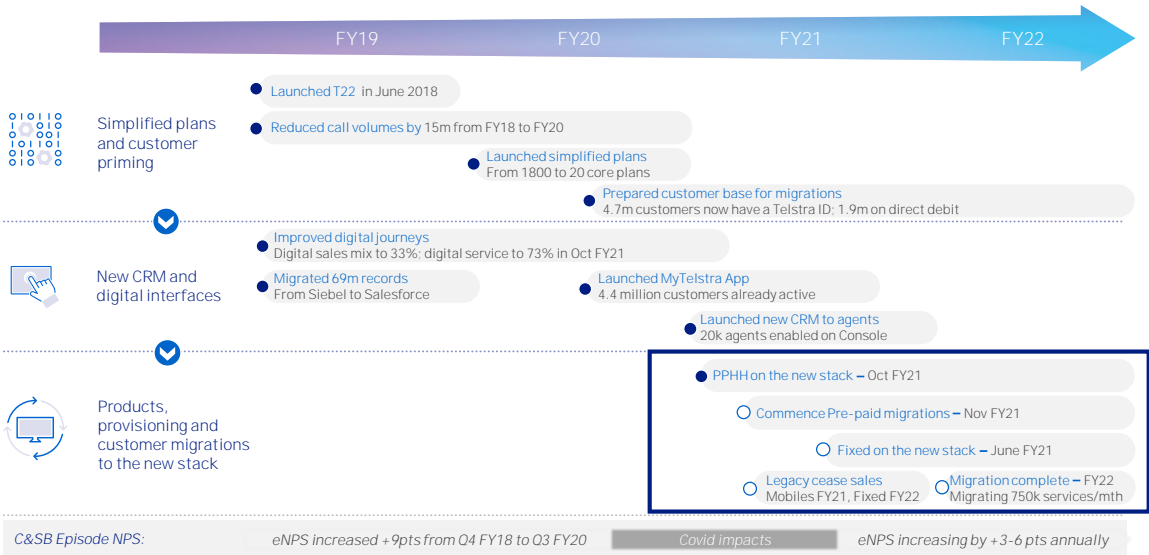 FY19 FY20 FY21 FY22
Simplified plans
and customer
priming
Launched T22 in June 2018
Reduced call volumes by 15m from FY18 to FY20
Launched simplified plans
From 1800 to 20 core plans
Prepared customer base for migrations
4.7m customers now have a Telstra ID; 1.9m on direct debit
New CRM and
digital interfaces
Improved digital journeys
Digital sales mix to 33%; digital service to 73% in Oct FY21
Migrated 69m records
From Siebel to Salesforce
Launched MyTelstra App
4.4 million customers already active
Launched new CRM to agents
20k agents enabled on Console
Products,
provisioning and
customer migrations
to the new stack
PPHH on the new stack – Oct FY21
Commence Pre-paid migrations – Nov FY21
Fixed on the new stack – June FY21
Legacy cease sales
Mobiles FY21, Fixed FY22
Migration complete – FY22
Migrating 750k services/mth
C&SB Episode NPS: eNPS increased +9pts from Q4 FY18 to Q3 FY20 Covid impacts eNPS increasing by +3-6 pts annually